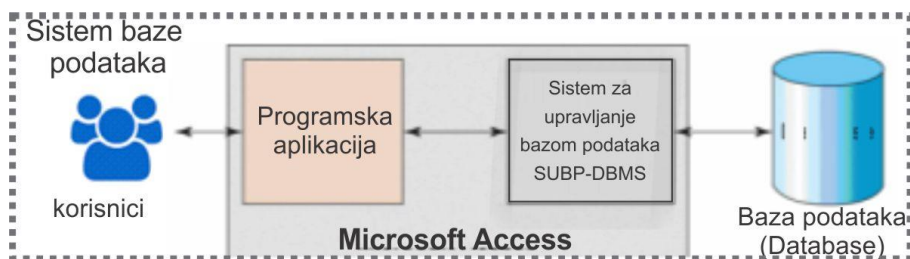 Sistem baze
podataka
korisnici
Programska
aplikacija
Sistem za
upravljanje
bazom podataka
SUBP-DBMS
Microsoft Access
Baza podataka
(Database)